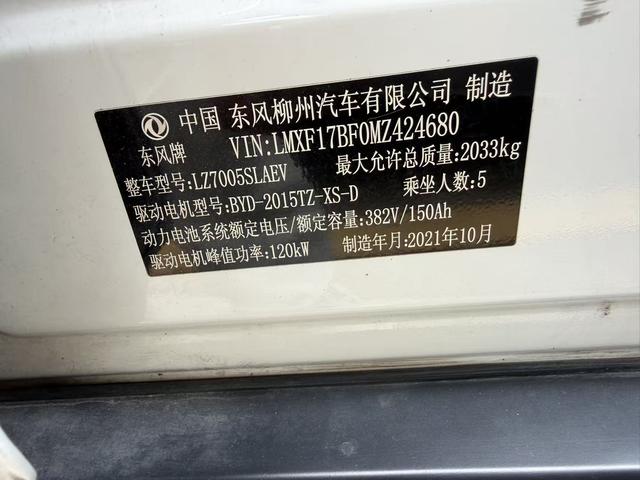 中国 东风柳州汽车有限公司 制造
东风牌 VIN:LMXF17BF0MZ424680
整车型号:LZ7005SLAEV 最大允许总质量:2033kg
驱动电机型号:BYD-2015TZ-XS-D 乘坐人数:5
动力电池系统额定电压/额定容量:382V/150Ah
驱动电机峰值功率:120kW 制造年月:2021年10月